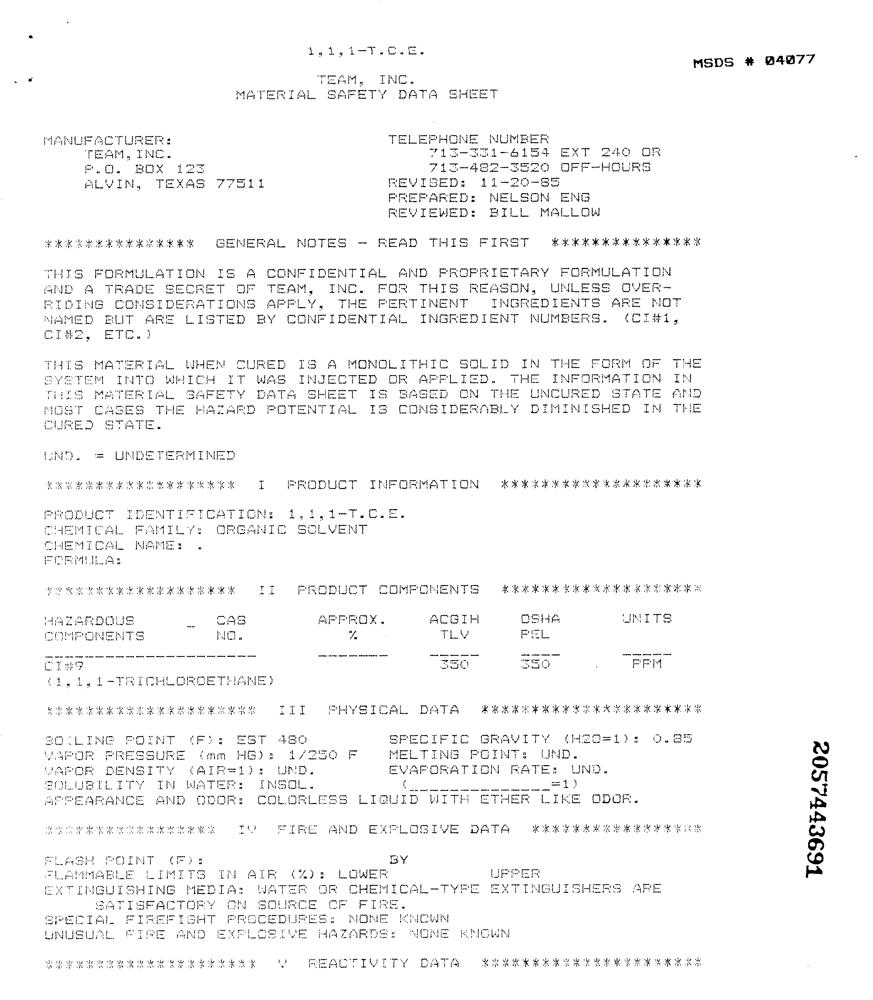 1,1,1-T.C.E.
MSDS # 04077
TEAM, INC.
MATERIAL SAFETY DATA SHEET
MANUFACTURER: TELEPHONE NUMBER
TEAM,INC. 713-331-6154 EXT 240 OR
P.O. BOX 123 713-482-3520 OFF-HOURS
ALVIN, TEXAS 77511 REVISED: 11-20-85
PREPARED: NELSON ENG
REVIEWED: BILL MALLOW
*************** GENERAL NOTES - READ THIS FIRST ***************
THIS FORMULATION IS A CONFIDENTIAL AND PROPRIETARY FORMULATION
AND A TRADE SECRET OF TEAM, INC. FOR THIS REASON, UNLESS OVER-
RIDING CONSIDERATIONS APPLY, THE PERTINENT INGREDIENTS ARE NOT
NAMED BUT ARE LISTED BY CONFIDENTIAL INGREDIENT NUMBERS. (CI#1,
CI#2, ETC.)
THIS MATERIAL WHEN CURED IS A MONOLITHIC SOLID IN THE FORM OF THE
SYSTEM INTO WHICH IT WAS INJECTED OR APPLIED. THE INFORMATION IN
THIS MATERIAL SAFETY DATA SHEET IS BASED ON THE UNCURED STATE AND
MOST CASES THE HAZARD POTENTIAL IS CONSIDERABLY DIMINISHED IN THE
CURED STATE.
UND. = UNDETERMINED
******************* I PRODUCT INFORMATION ********************
PRODUCT IDENTIFICATION: 1,1,1-T.C.E.
CHEMICAL FAMILY: ORGANIC SOLVENT
CHEMICAL NAME: .
FORMULA:
******************* II PRODUCT COMPONENTS ********************
HAZARDOUS _ CAS APPROX. ACGIH OSHA UNITS
COMPONENTS NO. % TLV PEL
CI#9 350 350 . PPM
(1,1,1-TRICHLOROETHANE)
********************* III PHYSICAL DATA **********************
BOILING POINT (F): EST 480 SPECIFIC GRAVITY (H2O=1): 0.85
VAPOR PRESSURE (mm HG): 1/250 F MELTING POINT: UND.
VAPOR DENSITY (AIR=1): UND. EVAPORATION RATE: UND.
SOLUBILITY IN WATER: INSOL. (______________=1)
APPEARANCE AND ODOR: COLORLESS LIQUID WITH ETHER LIKE ODOR.
***************** IV FIRE AND EXPLOSIVE DATA *****************
FLASH POINT (F): BY
FLAMMABLE LIMITS IN AIR (%): LOWER UPPER
EXTINGUISHING MEDIA: WATER OR CHEMICAL-TYPE EXTINGUISHERS ARE
SATISFACTORY ON SOURCE OF FIRE.
SPECIAL FIREFIGHT PROCEDURES: NONE KNOWN
UNUSUAL FIRE AND EXPLOSIVE HAZARDS: NONE KNOWN
********************* V REACTIVITY DATA **********************
2057443691